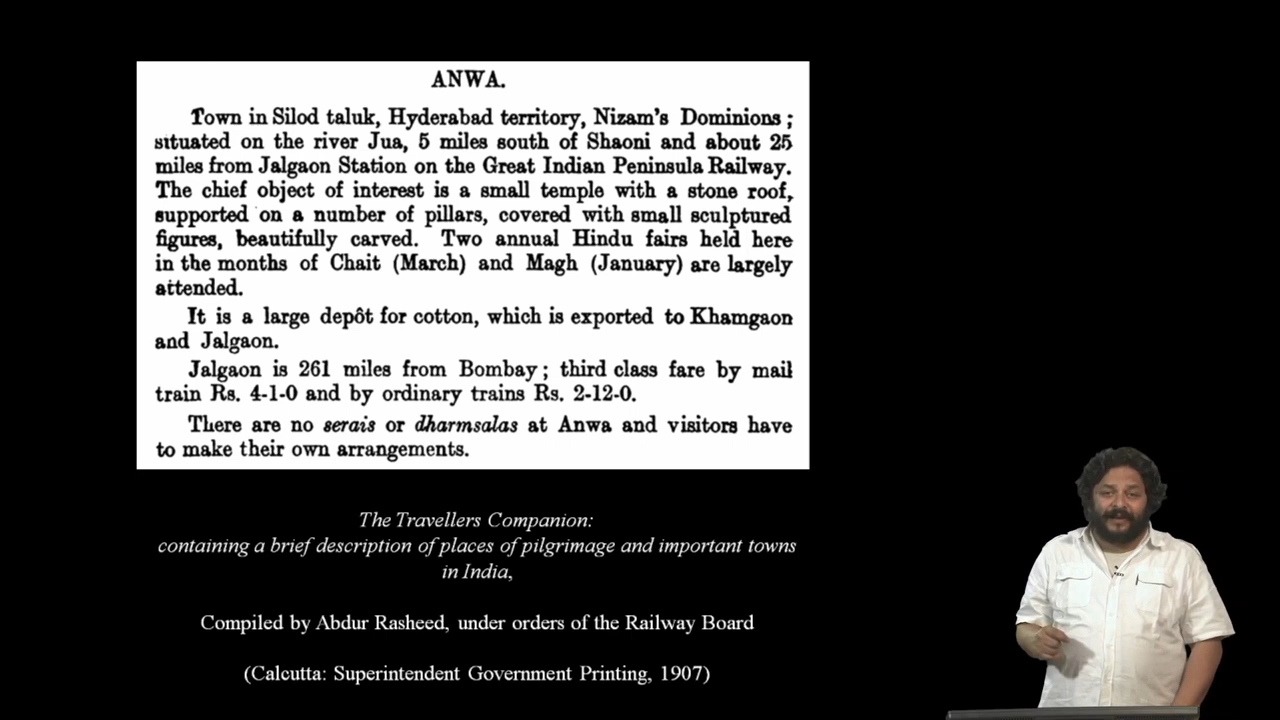 ANWA.
Town in Silod taluk, Hyderabad territory, Nizam's Dominions;
situated on the river Jua, 5 miles south of Shaoni and about 25
miles from Jalgaon Station on the Great Indian Peninsula Railway.
The chief object of interest is a small temple with a stone roof,
supported on a number of pillars, covered with small sculptured
figures, beautifully carved. Two annual Hindu fairs held here
in the months of Chait (March) and Magh (January) are largely
attended.
It is a large depôt for cotton, which is exported to Khamgaon
and Jalgaon.
Jalgaon is 261 miles from Bombay; third class fare by mail
train Rs. 4-1-0 and by ordinary trains Rs. 2-12-0.
There are no serais or dharmsalas at Anwa and visitors have
to make their own arrangements.
The Travellers Companion:
containing a brief description of places of pilgrimage and important towns
in India,
Compiled by Abdur Rasheed, under orders of the Railway Board
(Calcutta: Superintendent Government Printing, 1907)